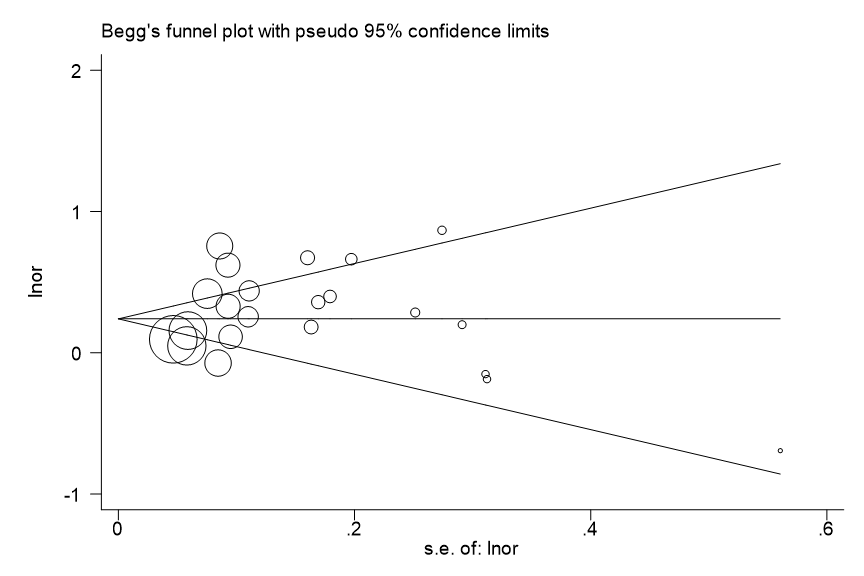 Begg's funnel plot with pseudo 95% confidence limits
lnor
2
1
0
-1
0 .2 .4 .6
s.e. of: lnor